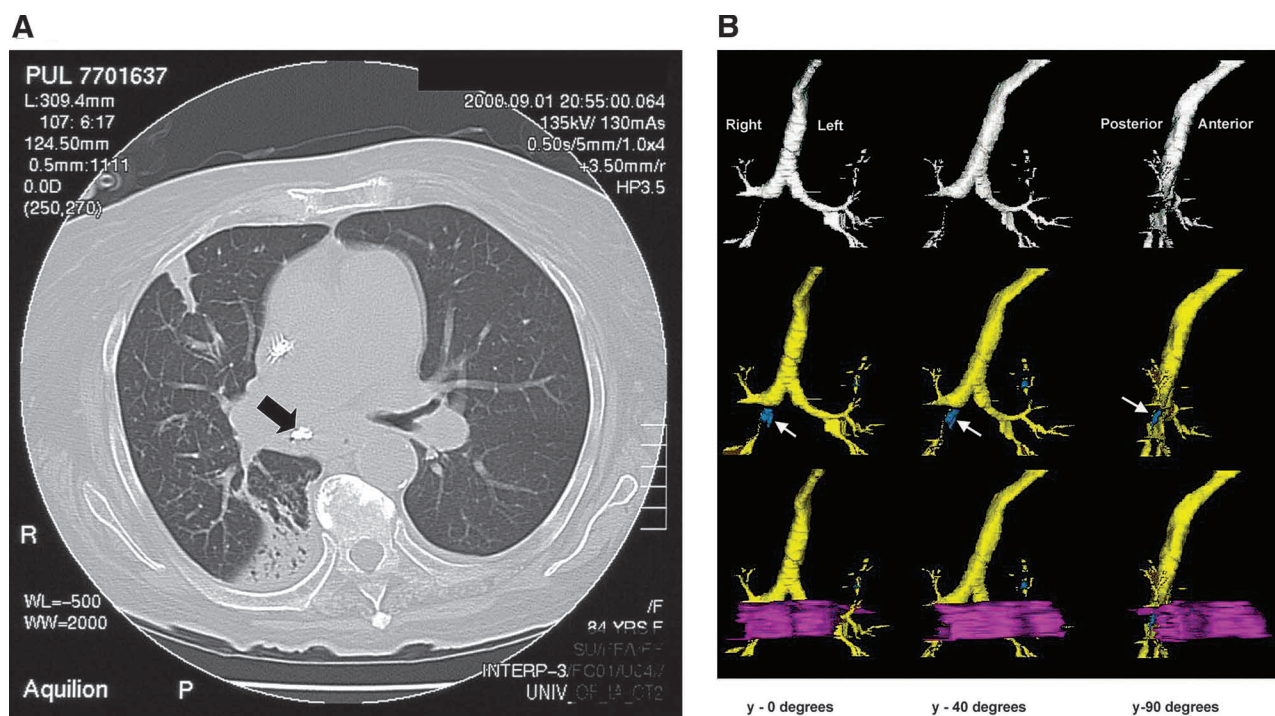 A
PUL 7701637
L:309.4mm
107: 6:17
124.50mm
0.5mm:1111
0.0D
(250,270)
2000.09.01 20:55:00.064
135kV/ 130mAs
0.50s/5mm/1.0x4
+3.50mm/r
HP3.5
R
WL=-500
WW=2000
Aquilion
P
/F
84 YRS F
INTERP-3
UNIV_OF_IA_CT2
B
Right Left
Posterior Anterior
y - 0 degrees y - 40 degrees y-90 degrees